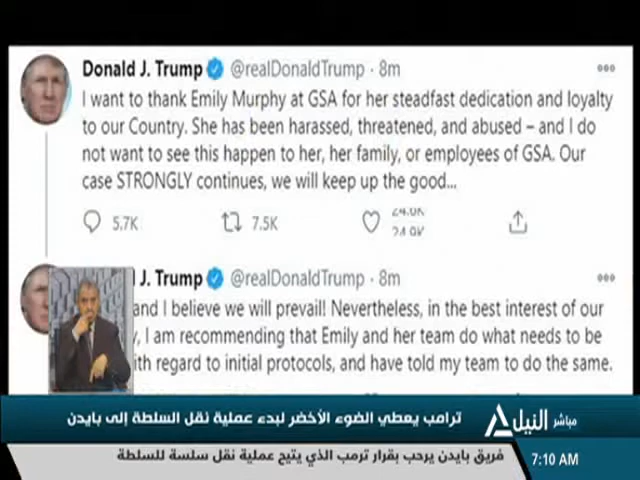 Donald J. Trump @realDonaldTrump · 8m
I want to thank Emily Murphy at GSA for her steadfast dedication and loyalty
to our Country. She has been harassed, threatened, and abused – and I do
not want to see this happen to her, her family, or employees of GSA. Our
case STRONGLY continues, we will keep up the good...
5.7K 7.5K 24.9K
J. Trump @realDonaldTrump · 8m
and I believe we will prevail! Nevertheless, in the best interest of our
y, I am recommending that Emily and her team do what needs to be
ith regard to initial protocols, and have told my team to do the same.
ترامب يعطي الضوء الأخضر لبدء عملية نقل السلطة إلى بايدن
النيل مباشر
فريق بايدن يرحب بقرار ترمب الذي يتيح عملية نقل سلسة للسلطة
7:10 AM